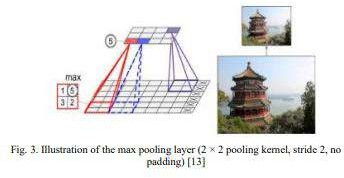 5
max
1 5
3 2
Fig. 3. Illustration of the max pooling layer (2 × 2 pooling kernel, stride 2, no
padding) [13]